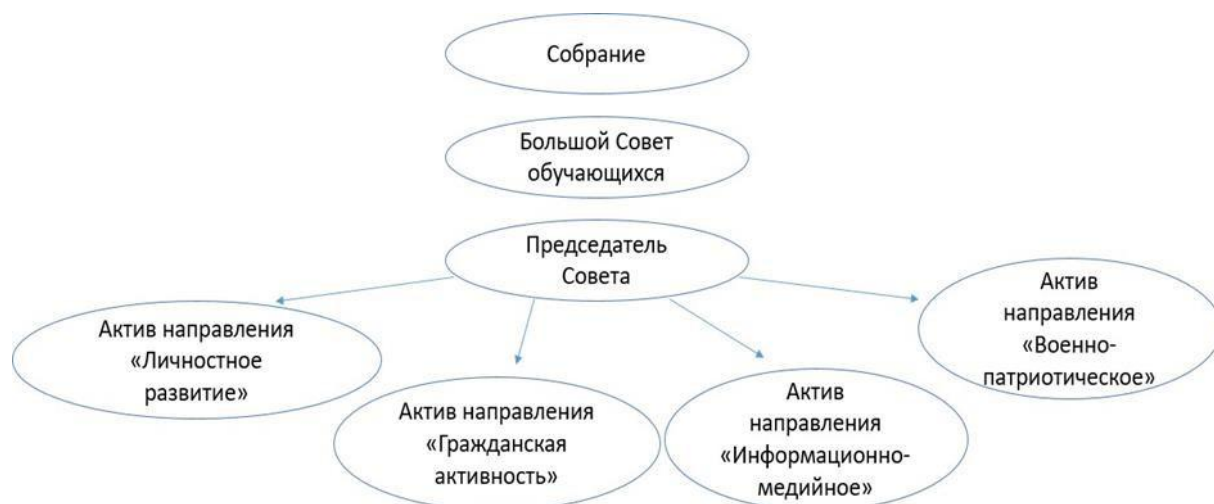 Собрание
Большой Совет
обучающихся
Председатель
Совета
Актив направления
«Личностное
развитие»
Актив направления
«Гражданская
активность»
Актив
направления
«Информационно-
медийное»
Актив
направления
«Военно-
патриотическое»